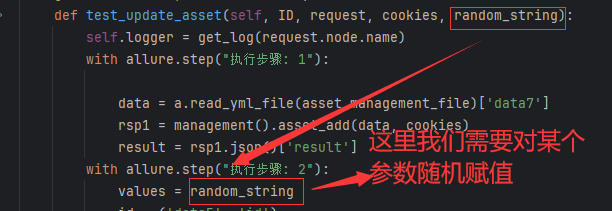 def test_update_asset(self, ID, request, cookies, random_string):
self.logger = get_log(request.node.name)
with allure.step("执行步骤: 1"):
data = a.read_yml_file(asset_management_file)['data7']
rsp1 = management().asset_add(data, cookies)
result = rsp1.json()['result']
这里我们需要对某个
参数随机赋值
with allure.step("执行步骤: 2"):
values = random_string